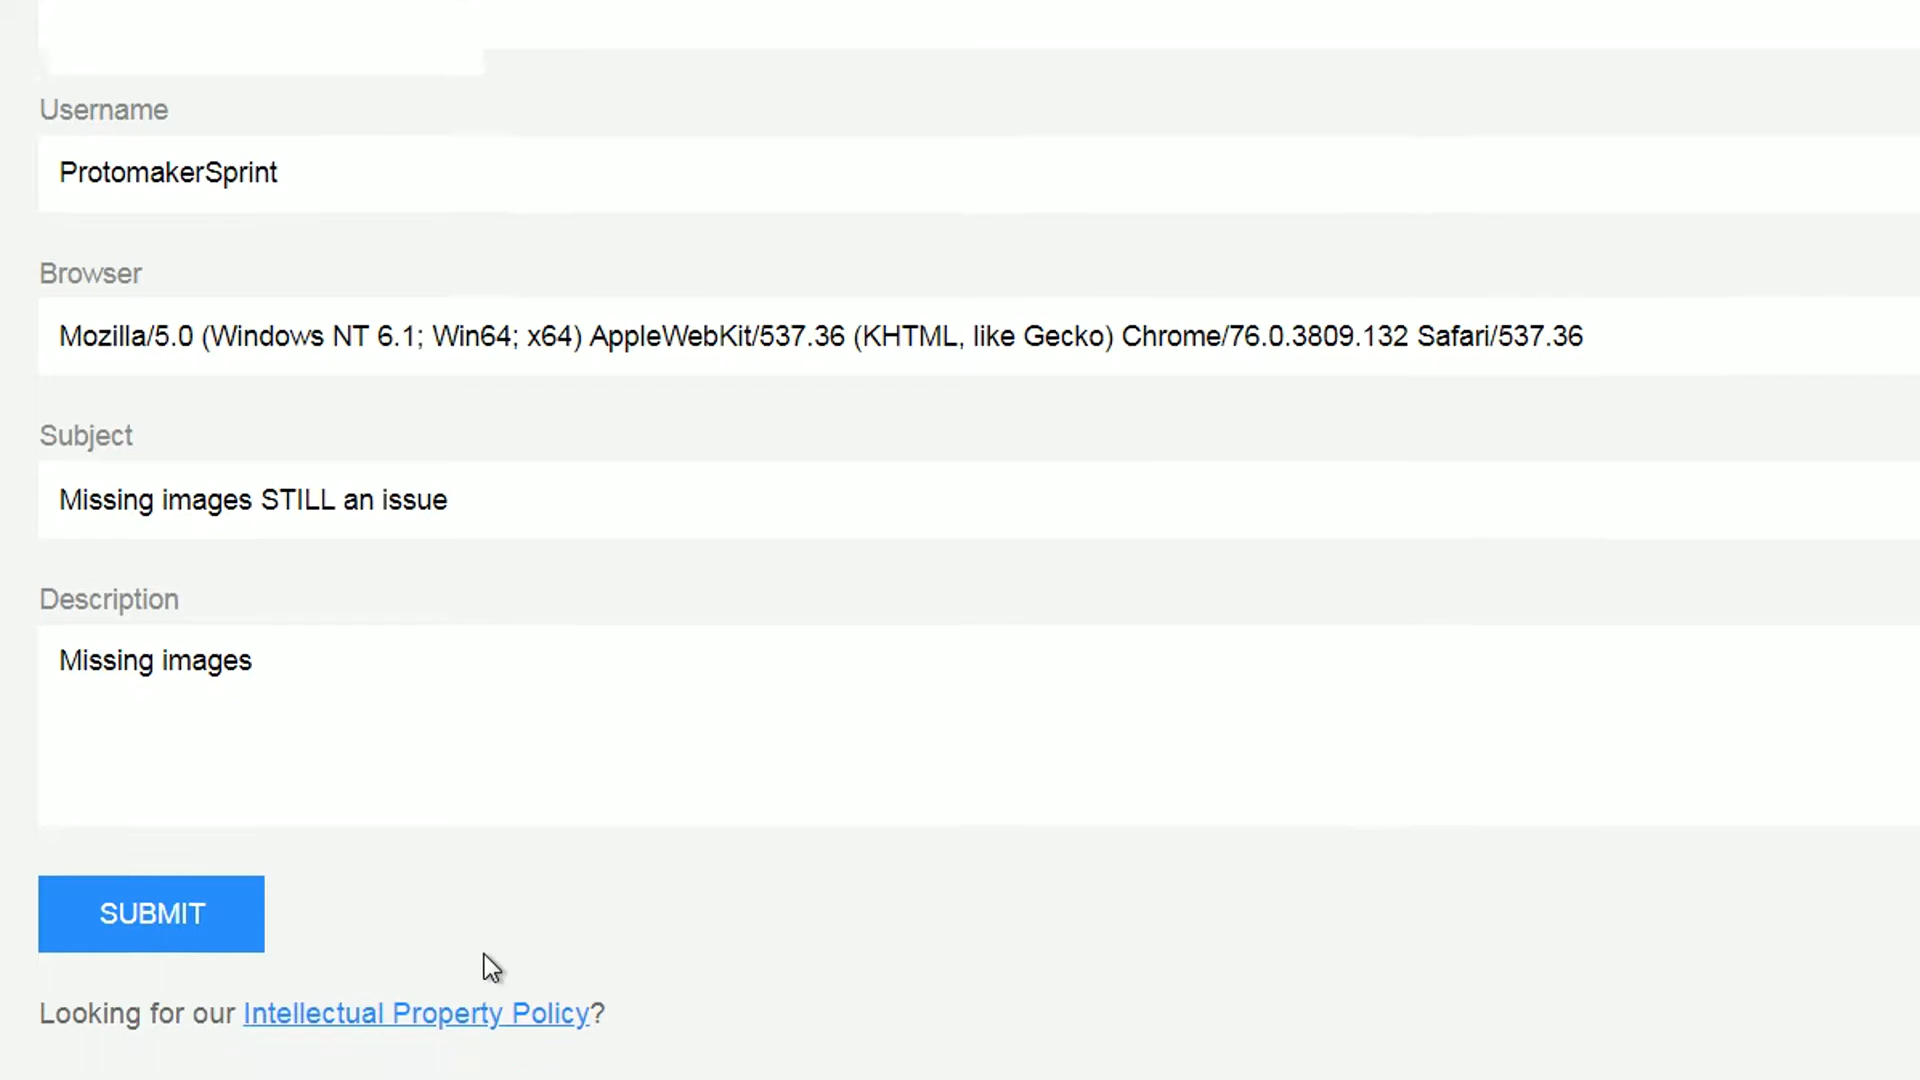 Username
ProtomakerSprint
Browser
Mozilla/5.0 (Windows NT 6.1; Win64; x64) AppleWebKit/537.36 (KHTML, like Gecko) Chrome/76.0.3809.132 Safari/537.36
Subject
Missing images STILL an issue
Description
Missing images
SUBMIT
Looking for our Intellectual Property Policy?